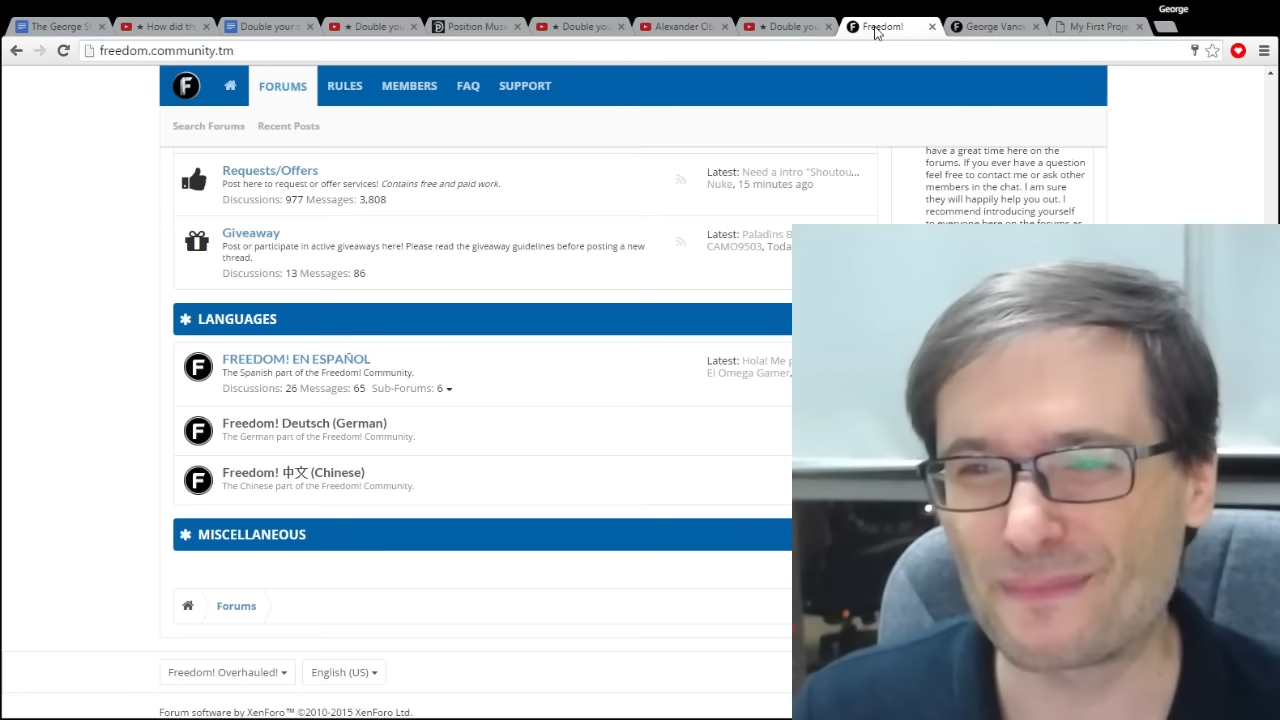 George
The George S
★ How did th
Double your
★ Double you
Position Mus
★ Double you
Alexander Ob
★ Double you
Freedom!
George Vano
My First Proje
freedom.community.tm
F
FORUMS
RULES
MEMBERS
FAQ
SUPPORT
Search Forums
Recent Posts
Requests/Offers
Post here to request or offer services! Contains free and paid work.
Discussions: 977 Messages: 3,808
Latest: Need a intro "Shoutou...
Nuke, 15 minutes ago
have a great time here on the
forums. If you ever have a question
feel free to contact me or ask other
members in the chat. I am sure
they will happily help you out. I
recommend introducing yourself
to everyone here on the forums as
Giveaway
Post or participate in active giveaways here! Please read the giveaway guidelines before posting a new
thread.
Discussions: 13 Messages: 86
Latest: Paladins B
CAMO9503, Toda
✱ LANGUAGES
F
FREEDOM! EN ESPAÑOL
The Spanish part of the Freedom! Community.
Discussions: 26 Messages: 65 Sub-Forums: 6
Latest: Hola! Me p
El Omega Gamer,
F
Freedom! Deutsch (German)
The German part of the Freedom! Community.
F
Freedom! 中文 (Chinese)
The Chinese part of the Freedom! Community.
✱ MISCELLANEOUS
Forums
Freedom! Overhauled!
English (US)
Forum software by XenForo™ ©2010-2015 XenForo Ltd.